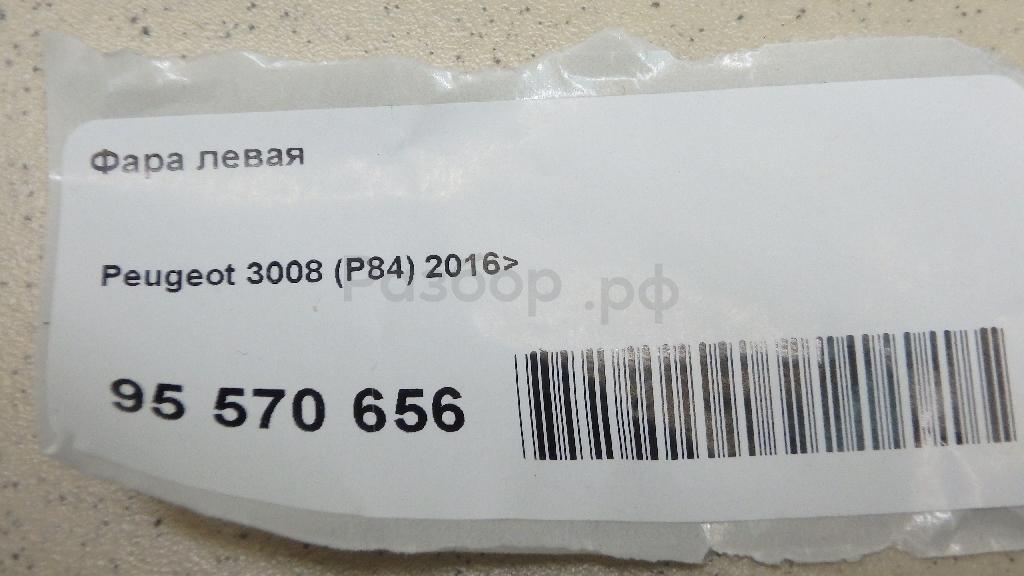 Фара левая
Peugeot 3008 (P84) 2016>
Разбор.рф
95 570 656